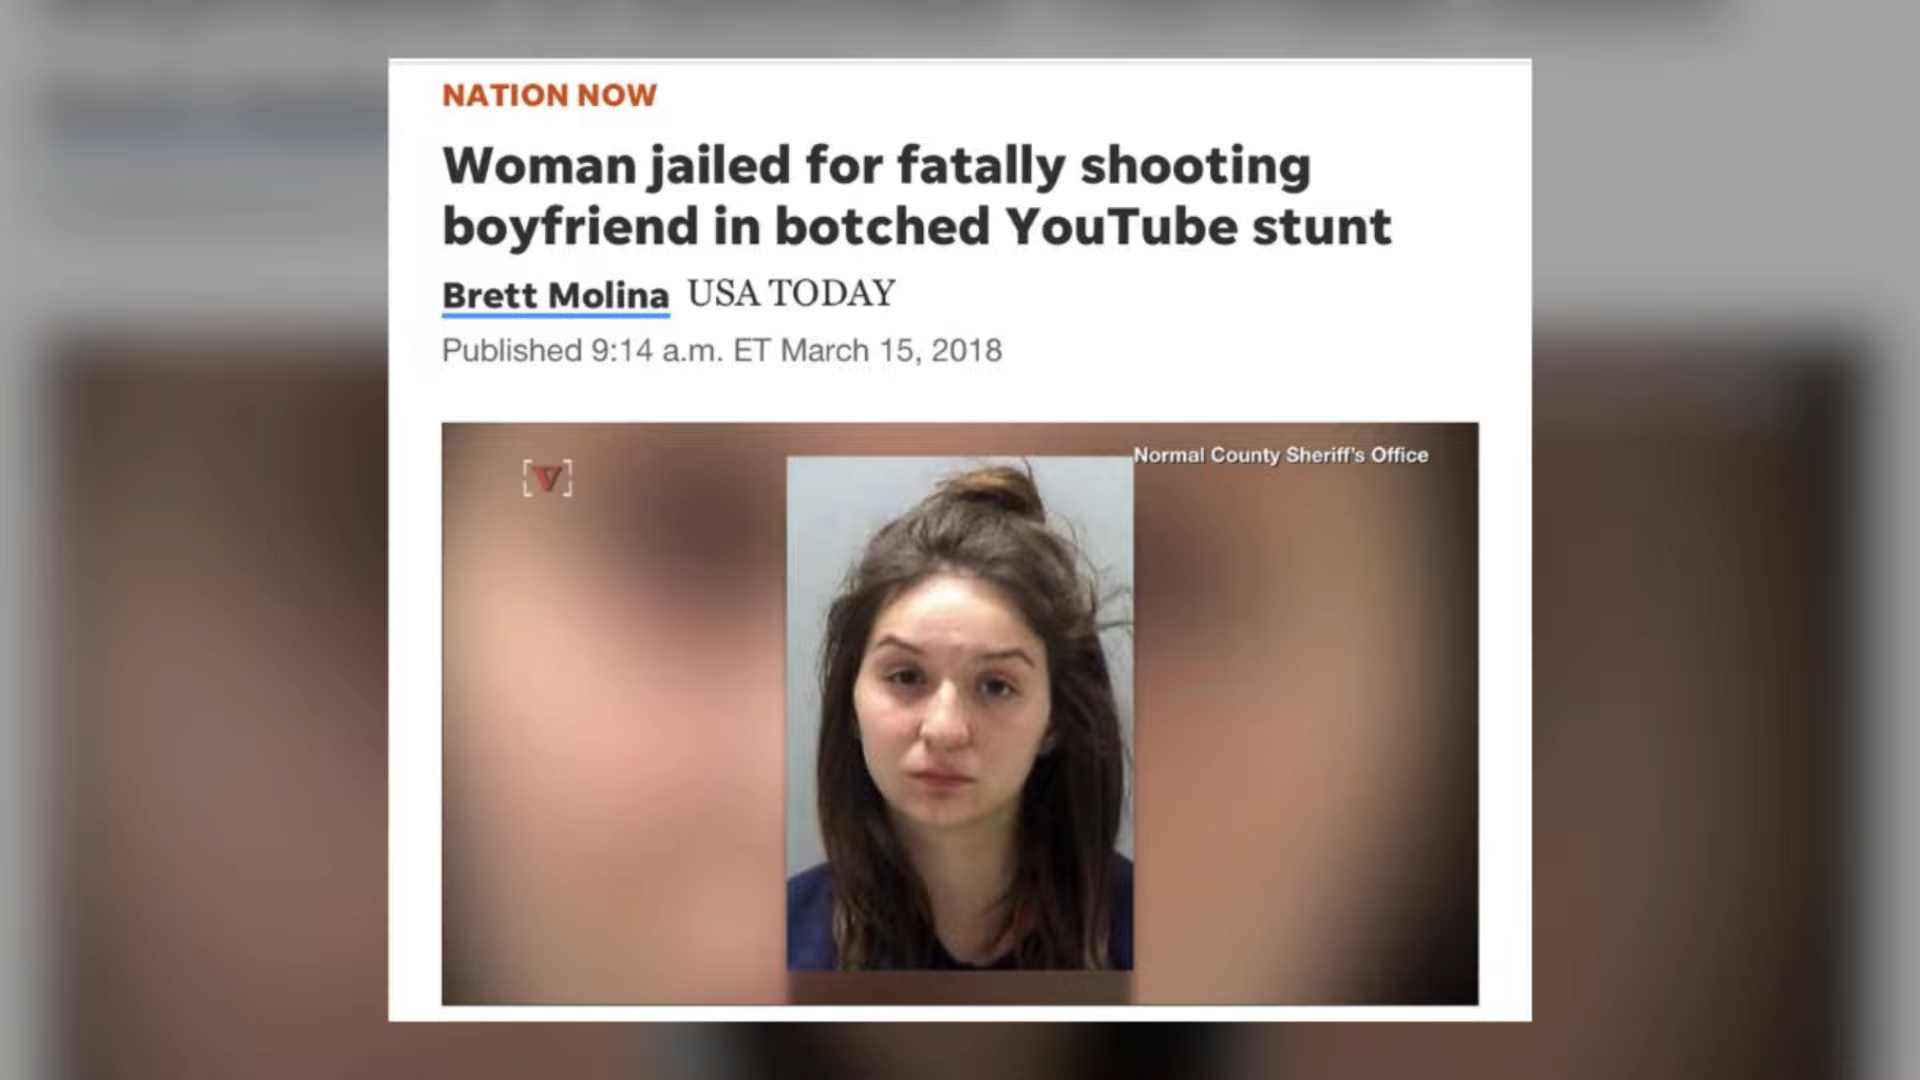 NATION NOW
Woman jailed for fatally shooting
boyfriend in botched YouTube stunt
Brett Molina USA TODAY
Published 9:14 a.m. ET March 15, 2018
Normal County Sheriff's Office
V